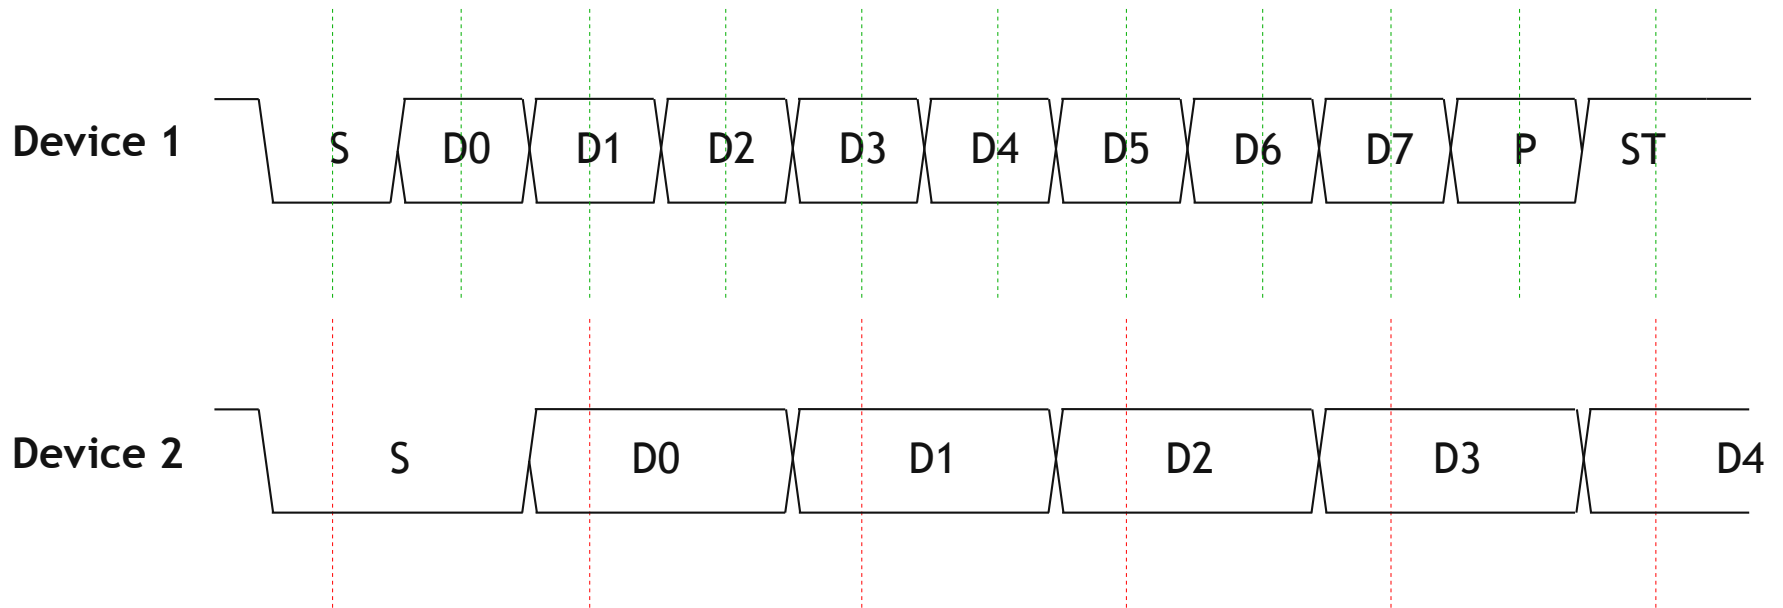 Device 1 S D0 D1 D2 D3 D4 D5 D6 D7 P ST
Device 2 S D0 D1 D2 D3 D4